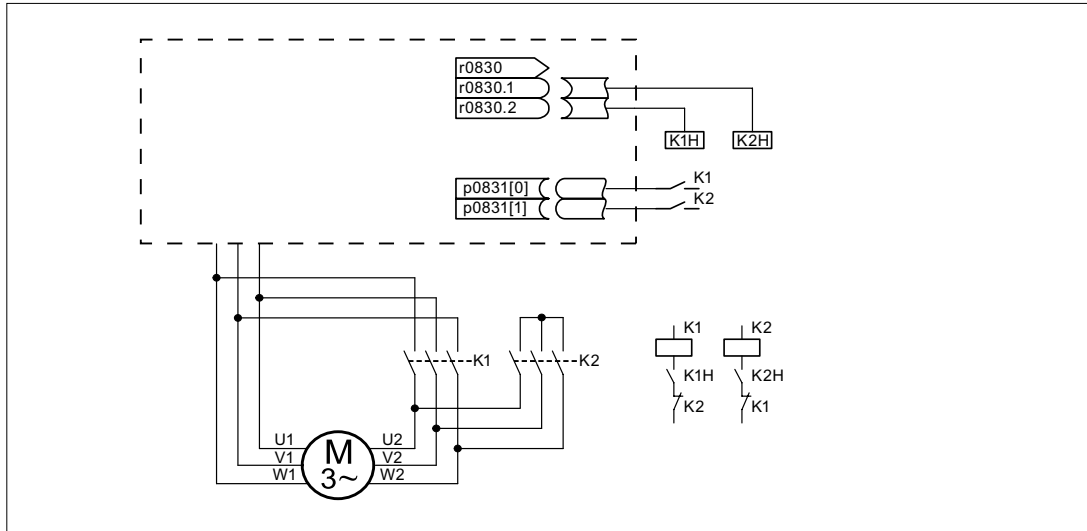 r0830
r0830.1
r0830.2
K1H K2H
p0831[0] K1
p0831[1] K2
K1 K2
K1 K2
K1H K2H
K2 K1
U1 M U2
V1 3~ V2
W1 W2